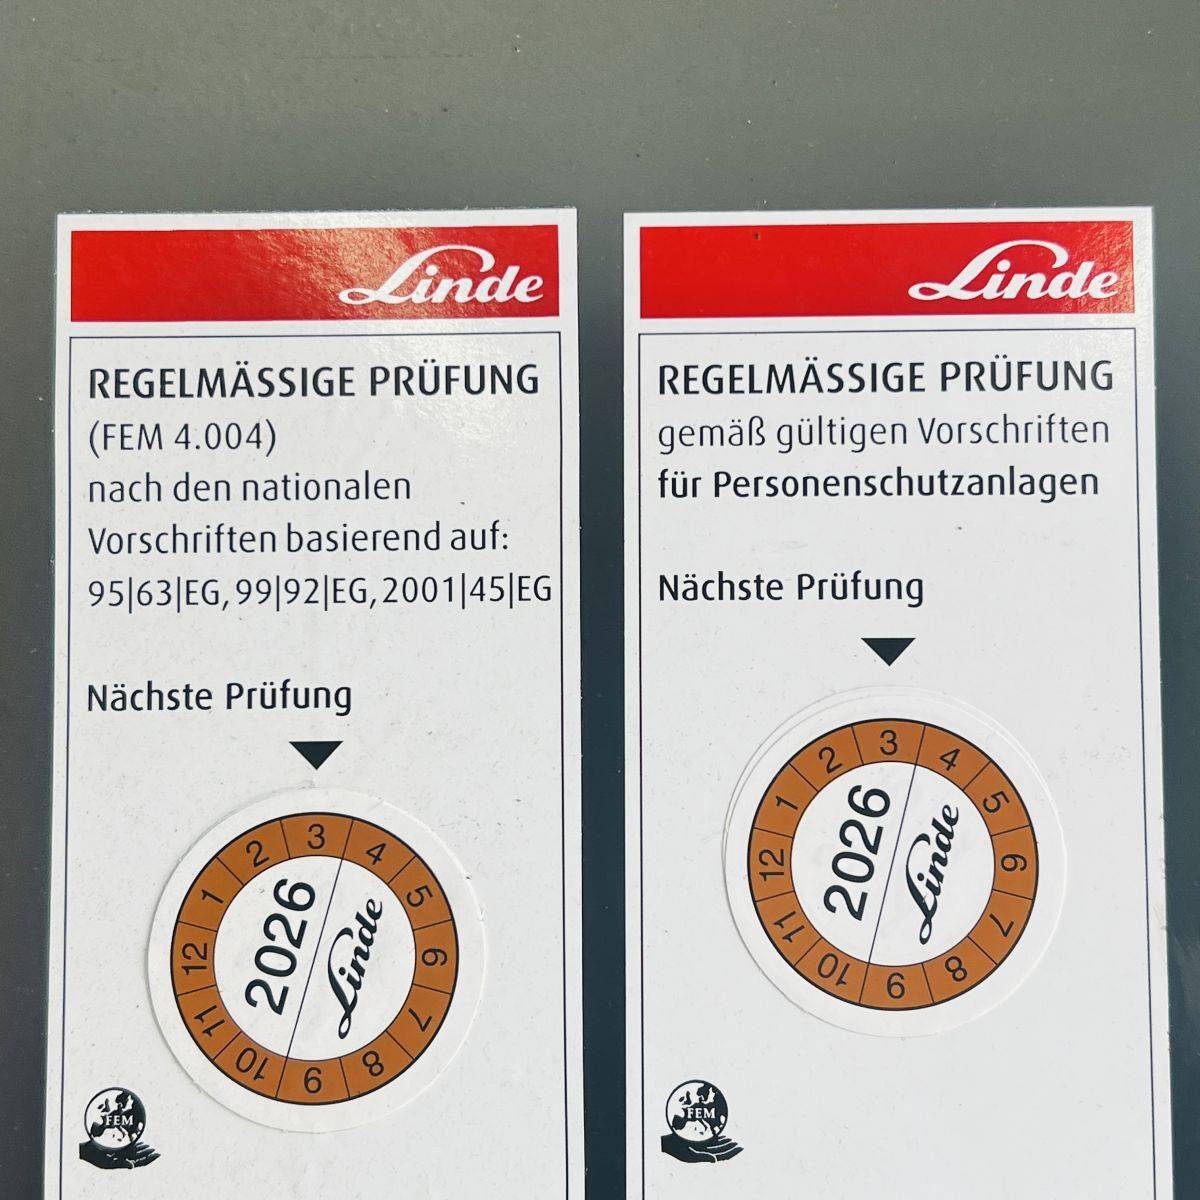 Linde
REGELMÄSSIGE PRÜFUNG
(FEM 4.004)
nach den nationalen
Vorschriften basierend auf:
95|63|EG, 99|92|EG, 2001|45|EG
Nächste Prüfung
1 2 3 4 5 6 7 8 9 10 11 12
2026
Linde
FEM
Linde
REGELMÄSSIGE PRÜFUNG
gemäß gültigen Vorschriften
für Personenschutzanlagen
Nächste Prüfung
1 2 3 4 5 6 7 8 9 10 11 12
2026
Linde
FEM